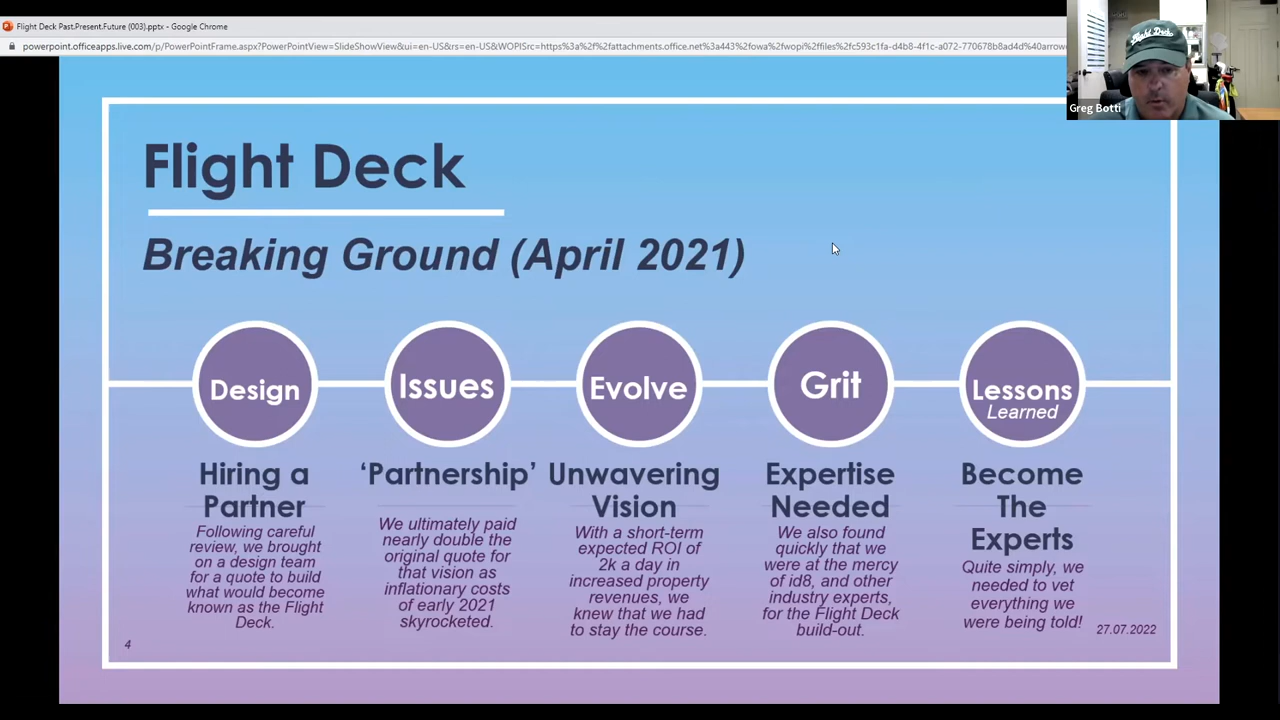 Flight Deck Past.Present.Future (003).pptx - Google Chrome
powerpoint.officeapps.live.com/p/PowerPointFrame.aspx?PowerPointView=SlideShowView&ui=en-US&rs=en-US&WOPISrc=https%3a%2f%2fattachments.office.net%3a443%2fowa%2fwopi%2ffiles%2fc593c1fa-d4b8-4f1c-a072-770678b8ad4d%40arrow
Flight Deck
Greg Botti
Flight Deck
Breaking Ground (April 2021)
Design
Issues
Evolve
Grit
Lessons
Learned
Hiring a
Partner
Following careful
review, we brought
on a design team
for a quote to build
what would become
known as the Flight
Deck.
‘Partnership’
We ultimately paid
nearly double the
original quote for
that vision as
inflationary costs
of early 2021
skyrocketed.
Unwavering
Vision
With a short-term
expected ROI of
2k a day in
increased property
revenues, we
knew that we had
to stay the course.
Expertise
Needed
We also found
quickly that we
were at the mercy
of id8, and other
industry experts,
for the Flight Deck
build-out.
Become
The
Experts
Quite simply, we
needed to vet
everything we
were being told!
4
27.07.2022